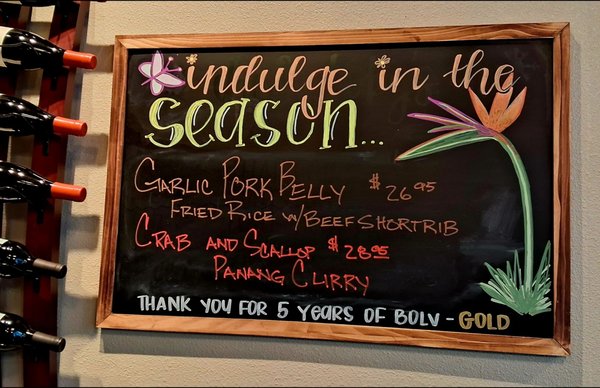 indulge in the
season...
GARLIC PORK BELLY $26.95
FRIED RICE W/ BEEF SHORTRIB
CRAB AND SCALLOP $28.95
PANANG CURRY
THANK YOU FOR 5 YEARS OF BOLV - GOLD